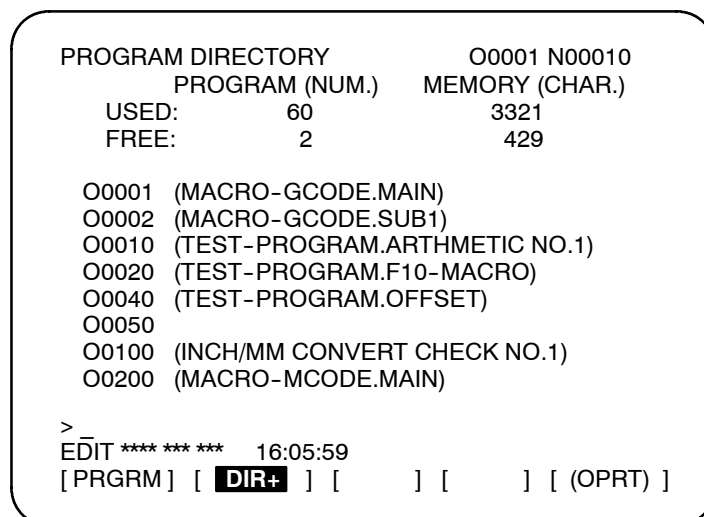 PROGRAM DIRECTORY O0001 N00010
PROGRAM (NUM.) MEMORY (CHAR.)
USED: 60 3321
FREE: 2 429
O0001 (MACRO-GCODE.MAIN)
O0002 (MACRO-GCODE.SUB1)
O0010 (TEST-PROGRAM.ARTHMETIC NO.1)
O0020 (TEST-PROGRAM.F10-MACRO)
O0040 (TEST-PROGRAM.OFFSET)
O0050
O0100 (INCH/MM CONVERT CHECK NO.1)
O0200 (MACRO-MCODE.MAIN)
> _
EDIT **** *** *** 16:05:59
[ PRGRM ] [ DIR+ ] [ ] [ ] [ (OPRT) ]